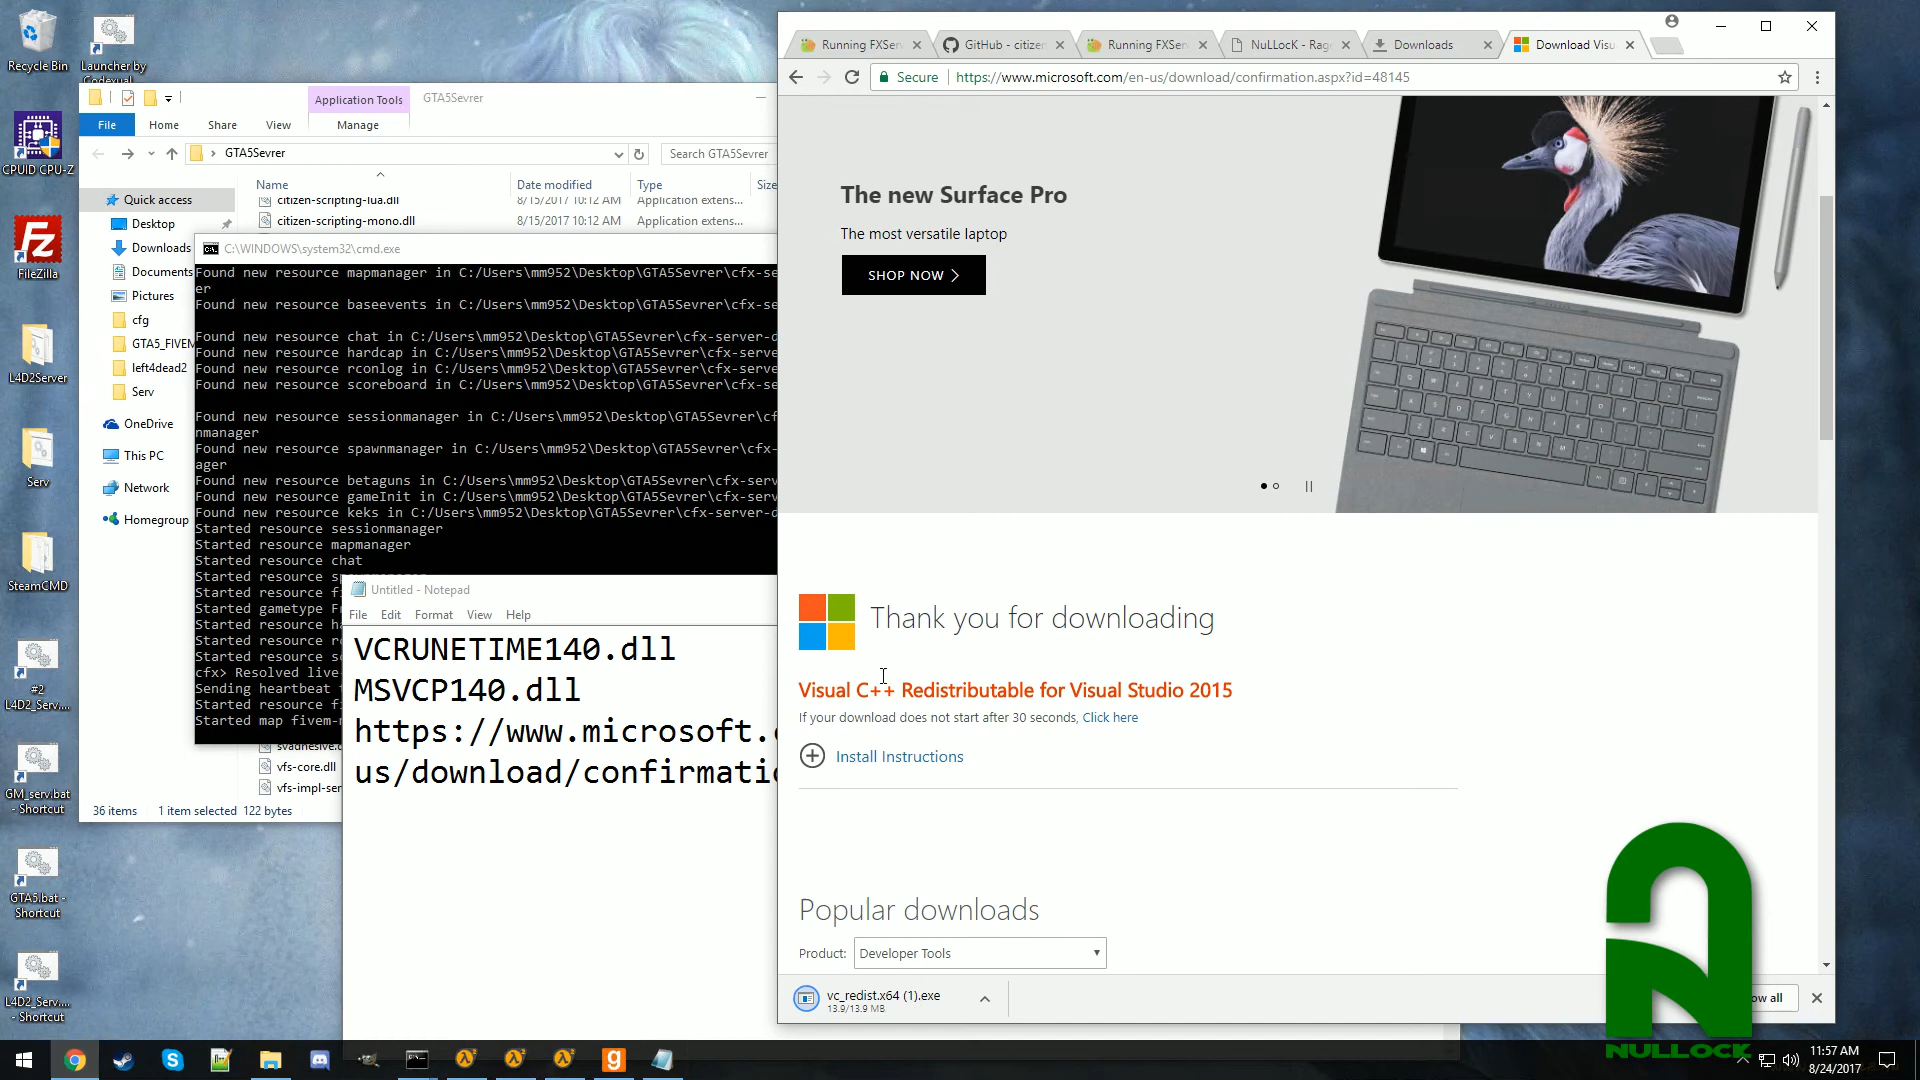 Recycle Bin
Launcher by
Codexual
CPUID CPU-Z
FileZilla
L4D2Server
Serv
SteamCMD
#2
L4D2_Serv....
GM_serv.bat
- Shortcut
GTA5.bat -
Shortcut
L4D2_Serv....
- Shortcut
Application Tools
GTA5Sevrer
File
Home
Share
View
Manage
GTA5Sevrer
Search GTA5Sevrer
Name
Date modified
Type
Size
citizen-scripting-lua.dll
8/15/2017 10:12 AM
Application extens...
citizen-scripting-mono.dll
8/15/2017 10:12 AM
Application extens...
Quick access
Desktop
Downloads
Documents
Pictures
cfg
GTA5_FIVEM
left4dead2
Serv
OneDrive
This PC
Network
Homegroup
vfs-core.dll
vfs-impl-ser
36 items
1 item selected
122 bytes
C:\WINDOWS\system32\cmd.exe
Found new resource mapmanager in C:/Users\mm952\Desktop\GTA5Sevrer\cfx-se
er
Found new resource baseevents in C:/Users\mm952\Desktop\GTA5Sevrer\cfx-se
Found new resource chat in C:/Users\mm952\Desktop\GTA5Sevrer\cfx-server-d
Found new resource hardcap in C:/Users\mm952\Desktop\GTA5Sevrer\cfx-serve
Found new resource rconlog in C:/Users\mm952\Desktop\GTA5Sevrer\cfx-serve
Found new resource scoreboard in C:/Users\mm952\Desktop\GTA5Sevrer\cfx-se
Found new resource sessionmanager in C:/Users\mm952\Desktop\GTA5Sevrer\cf
nmanager
Found new resource spawnmanager in C:/Users\mm952\Desktop\GTA5Sevrer\cfx-
ager
Found new resource betaguns in C:/Users\mm952\Desktop\GTA5Sevrer\cfx-serv
Found new resource gameInit in C:/Users\mm952\Desktop\GTA5Sevrer\cfx-serv
Found new resource keks in C:/Users\mm952\Desktop\GTA5Sevrer\cfx-server-d
Started resource sessionmanager
Started resource mapmanager
Started resource chat
Started resource
Started resource fi
Started gametype Fr
Started resource ha
Started resource
Started resource
cfx> Resolved live-
Sending heartbeat
Started resource fi
Started map fivem-m
Untitled - Notepad
File
Edit
Format
View
Help
VCRUNETIME140.dll
MSVCP140.dll
https://www.microsoft.
us/download/confirmatio
Running FXSer
GitHub - citizen
Running FXSer
NuLLocK - Rage
Downloads
Download Visu
Secure
https://www.microsoft.com/en-us/download/confirmation.aspx?id=48145
The new Surface Pro
The most versatile laptop
SHOP NOW
Thank you for downloading
Visual C++ Redistributable for Visual Studio 2015
If your download does not start after 30 seconds, Click here
Install Instructions
Popular downloads
Product:
Developer Tools
vc_redist.x64 (1).exe
13.9/13.9 MB
ow all
NULLOCK
11:57 AM
8/24/2017